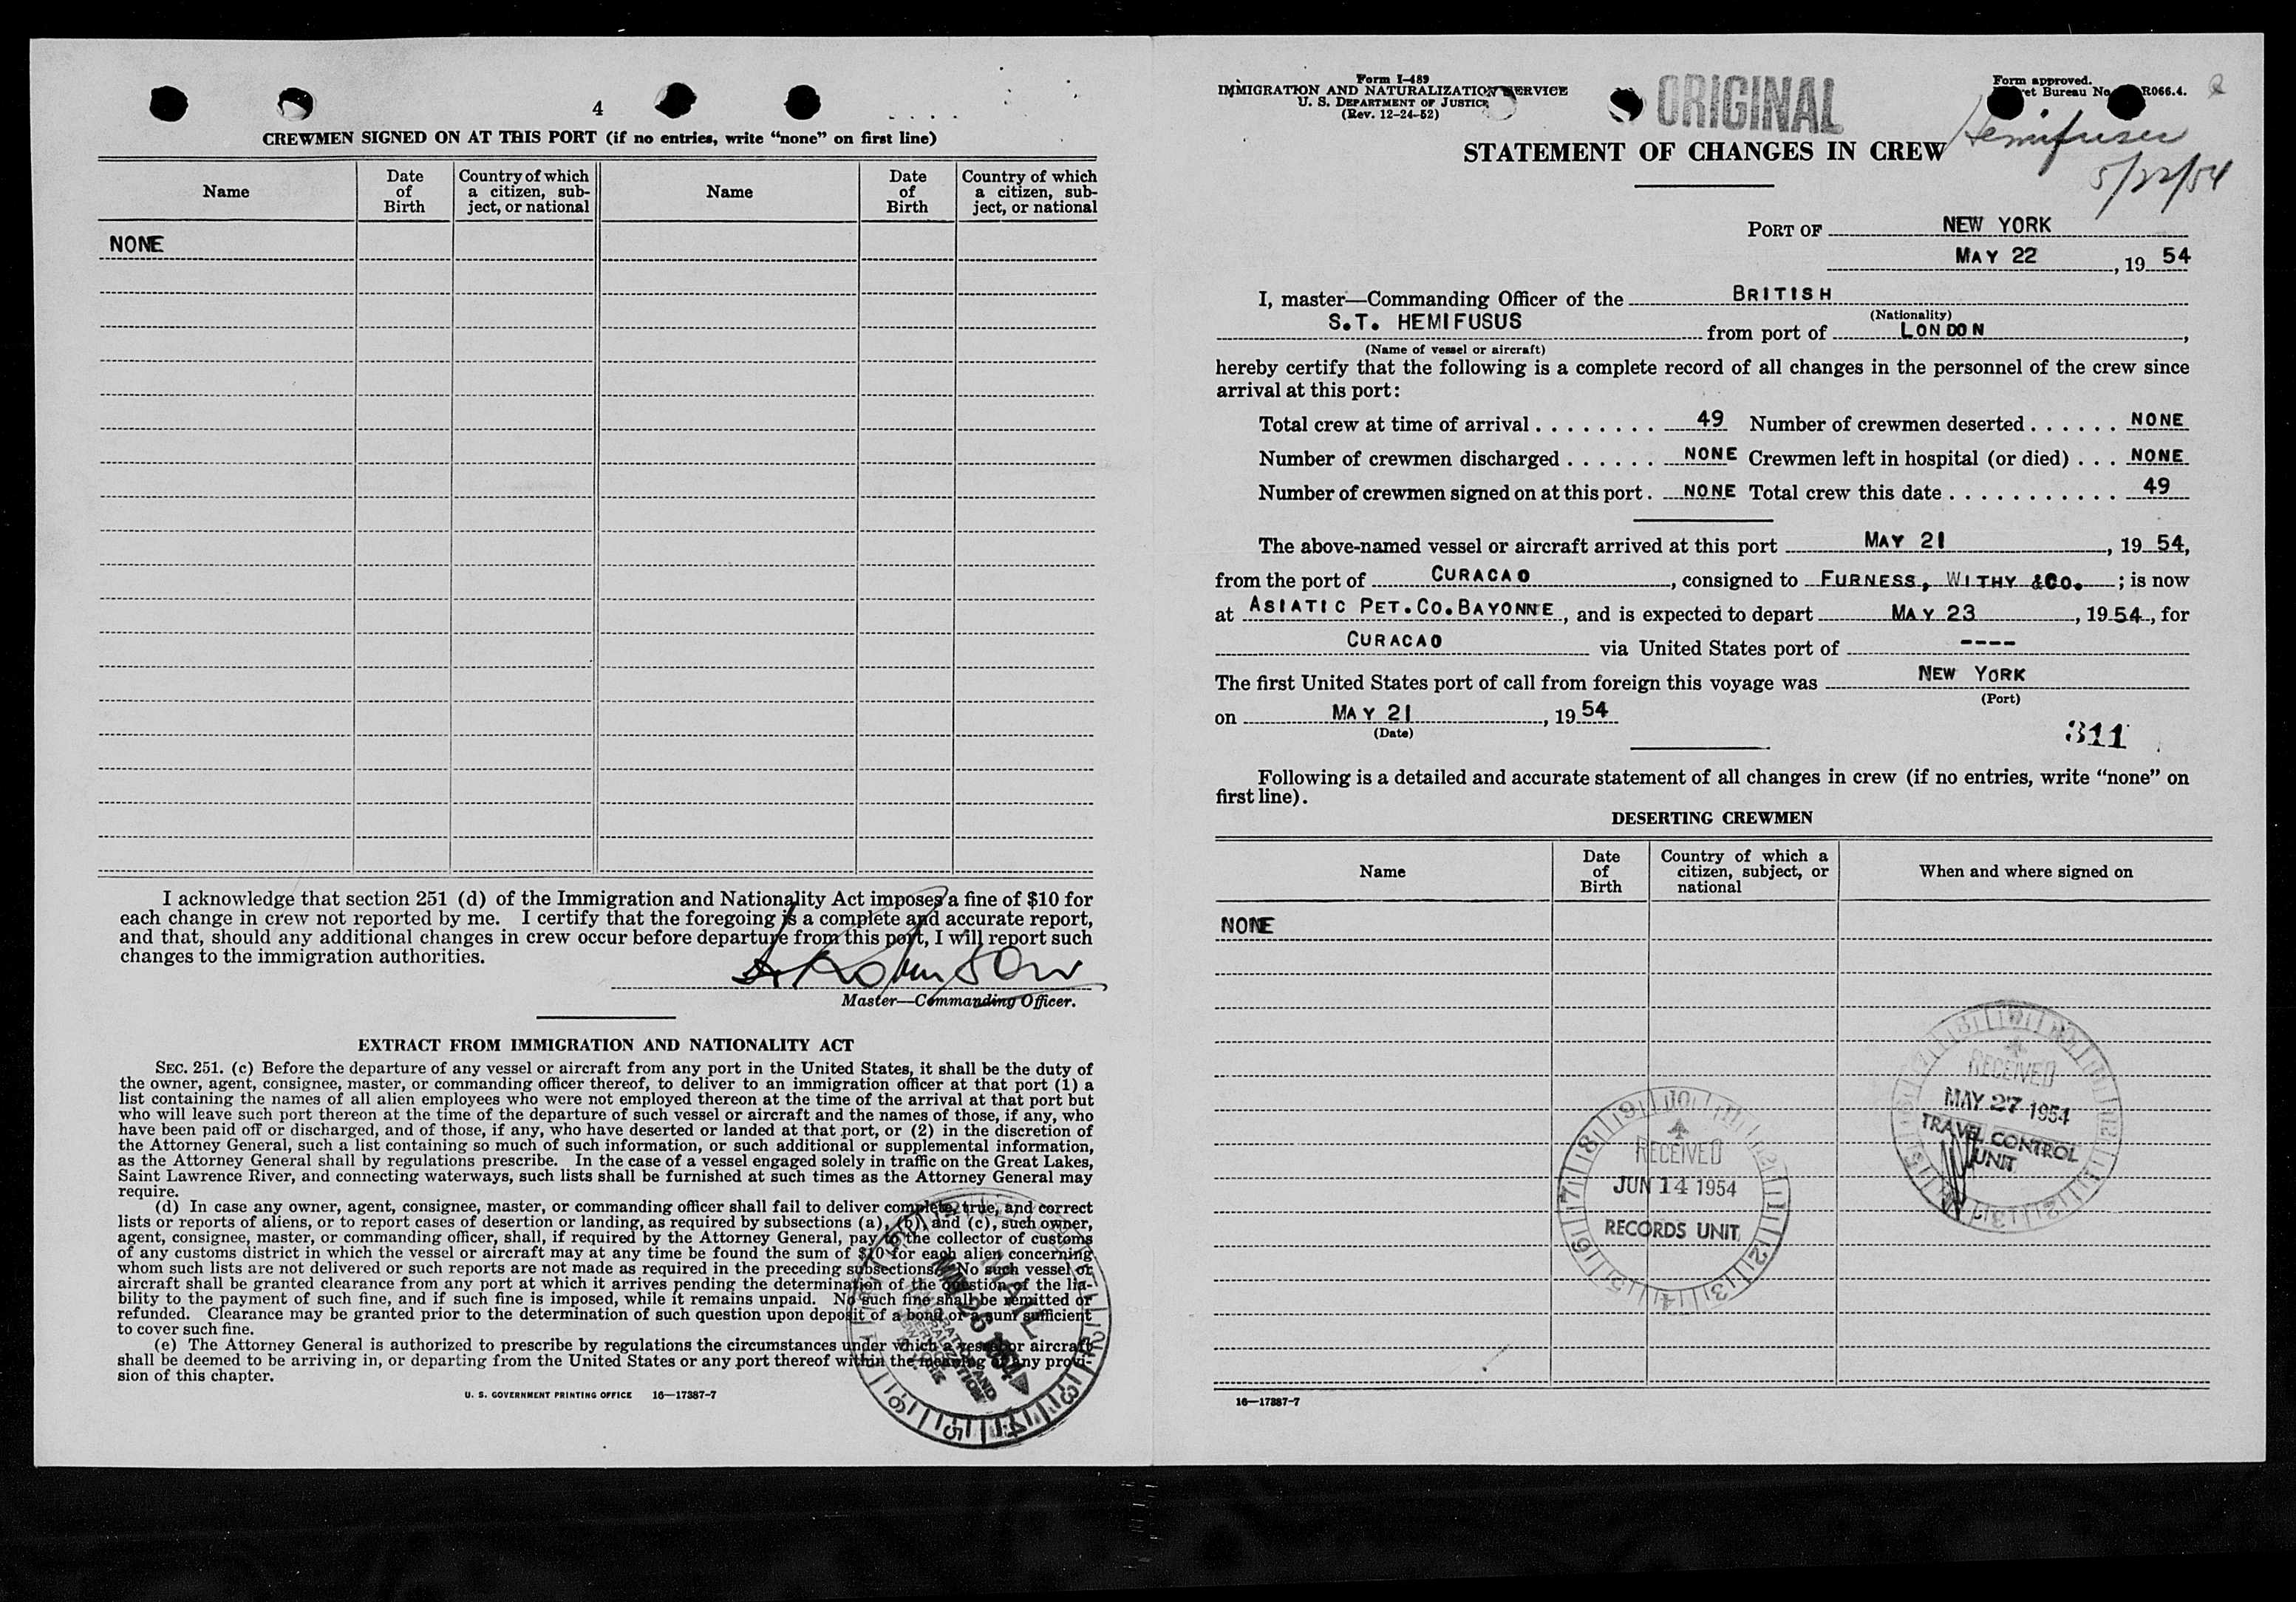 4
CREWMEN SIGNED ON AT THIS PORT (if no entries, write “none” on first line)
Name
Date of Birth
Country of which a citizen, subject, or national
Name
Date of Birth
Country of which a citizen, subject, or national
NONE
I acknowledge that section 251 (d) of the Immigration and Nationality Act imposes a fine of $10 for
each change in crew not reported by me. I certify that the foregoing is a complete and accurate report,
and that, should any additional changes in crew occur before departure from this port, I will report such
changes to the immigration authorities.
Master—Commanding Officer.
EXTRACT FROM IMMIGRATION AND NATIONALITY ACT
SEC. 251. (c) Before the departure of any vessel or aircraft from any port in the United States, it shall be the duty of
the owner, agent, consignee, master, or commanding officer thereof, to deliver to an immigration officer at that port (1) a
list containing the names of all alien employees who were not employed thereon at the time of the arrival at that port but
who will leave such port thereon at the time of the departure of such vessel or aircraft and the names of those, if any, who
have been paid off or discharged, and of those, if any, who have deserted or landed at that port, or (2) in the discretion of
the Attorney General, such a list containing so much of such information, or such additional or supplemental information,
as the Attorney General shall by regulations prescribe. In the case of a vessel engaged solely in traffic on the Great Lakes,
Saint Lawrence River, and connecting waterways, such lists shall be furnished at such times as the Attorney General may
require.
(d) In case any owner, agent, consignee, master, or commanding officer shall fail to deliver complete, true, and correct
lists or reports of aliens, or to report cases of desertion or landing, as required by subsections (a), (b), and (c), such owner,
agent, consignee, master, or commanding officer, shall, if required by the Attorney General, pay to the collector of customs
of any customs district in which the vessel or aircraft may at any time be found the sum of $10 for each alien concerning
whom such lists are not delivered or such reports are not made as required in the preceding subsections. No such vessel or
aircraft shall be granted clearance from any port at which it arrives pending the determination of the question of the lia-
bility to the payment of such fine, and if such fine is imposed, while it remains unpaid. No such fine shall be remitted or
refunded. Clearance may be granted prior to the determination of such question upon deposit of a bond or a sum sufficient
to cover such fine.
(e) The Attorney General is authorized to prescribe by regulations the circumstances under which a vessel or aircraft
shall be deemed to be arriving in, or departing from the United States or any port thereof within the meaning of any provi-
sion of this chapter.
U. S. GOVERNMENT PRINTING OFFICE 16—17387-7
MAIL
Form I-489
IMMIGRATION AND NATURALIZATION SERVICE
U. S. DEPARTMENT OF JUSTICE
(Rev. 12-24-52)
ORIGINAL
Form approved.
Bureau No. R066.4.
5/22/54
STATEMENT OF CHANGES IN CREW
PORT OF NEW YORK
MAY 22, 19 54
I, master—Commanding Officer of the BRITISH
(Nationality)
S.T. HEMIFUSUS from port of LONDON,
(Name of vessel or aircraft)
hereby certify that the following is a complete record of all changes in the personnel of the crew since
arrival at this port:
Total crew at time of arrival . . . . . . . . 49 Number of crewmen deserted . . . . . . NONE
Number of crewmen discharged . . . . . . NONE Crewmen left in hospital (or died) . . . NONE
Number of crewmen signed on at this port . NONE Total crew this date . . . . . . . . . . . 49
The above-named vessel or aircraft arrived at this port MAY 21, 19 54,
from the port of CURACAO, consigned to FURNESS, WITHY &CO. ; is now
at ASIATIC PET.CO.BAYONNE, and is expected to depart MAY 23, 19 54, for
CURACAO via United States port of ----
The first United States port of call from foreign this voyage was NEW YORK
(Port)
on MAY 21, 19 54
(Date)
311
Following is a detailed and accurate statement of all changes in crew (if no entries, write “none” on
first line).
DESERTING CREWMEN
Name
Date of Birth
Country of which a citizen, subject, or national
When and where signed on
NONE
RECEIVED
MAY 27 1954
TRAVEL CONTROL
UNIT
RECEIVED
JUN 14 1954
RECORDS UNIT
16—17387-7